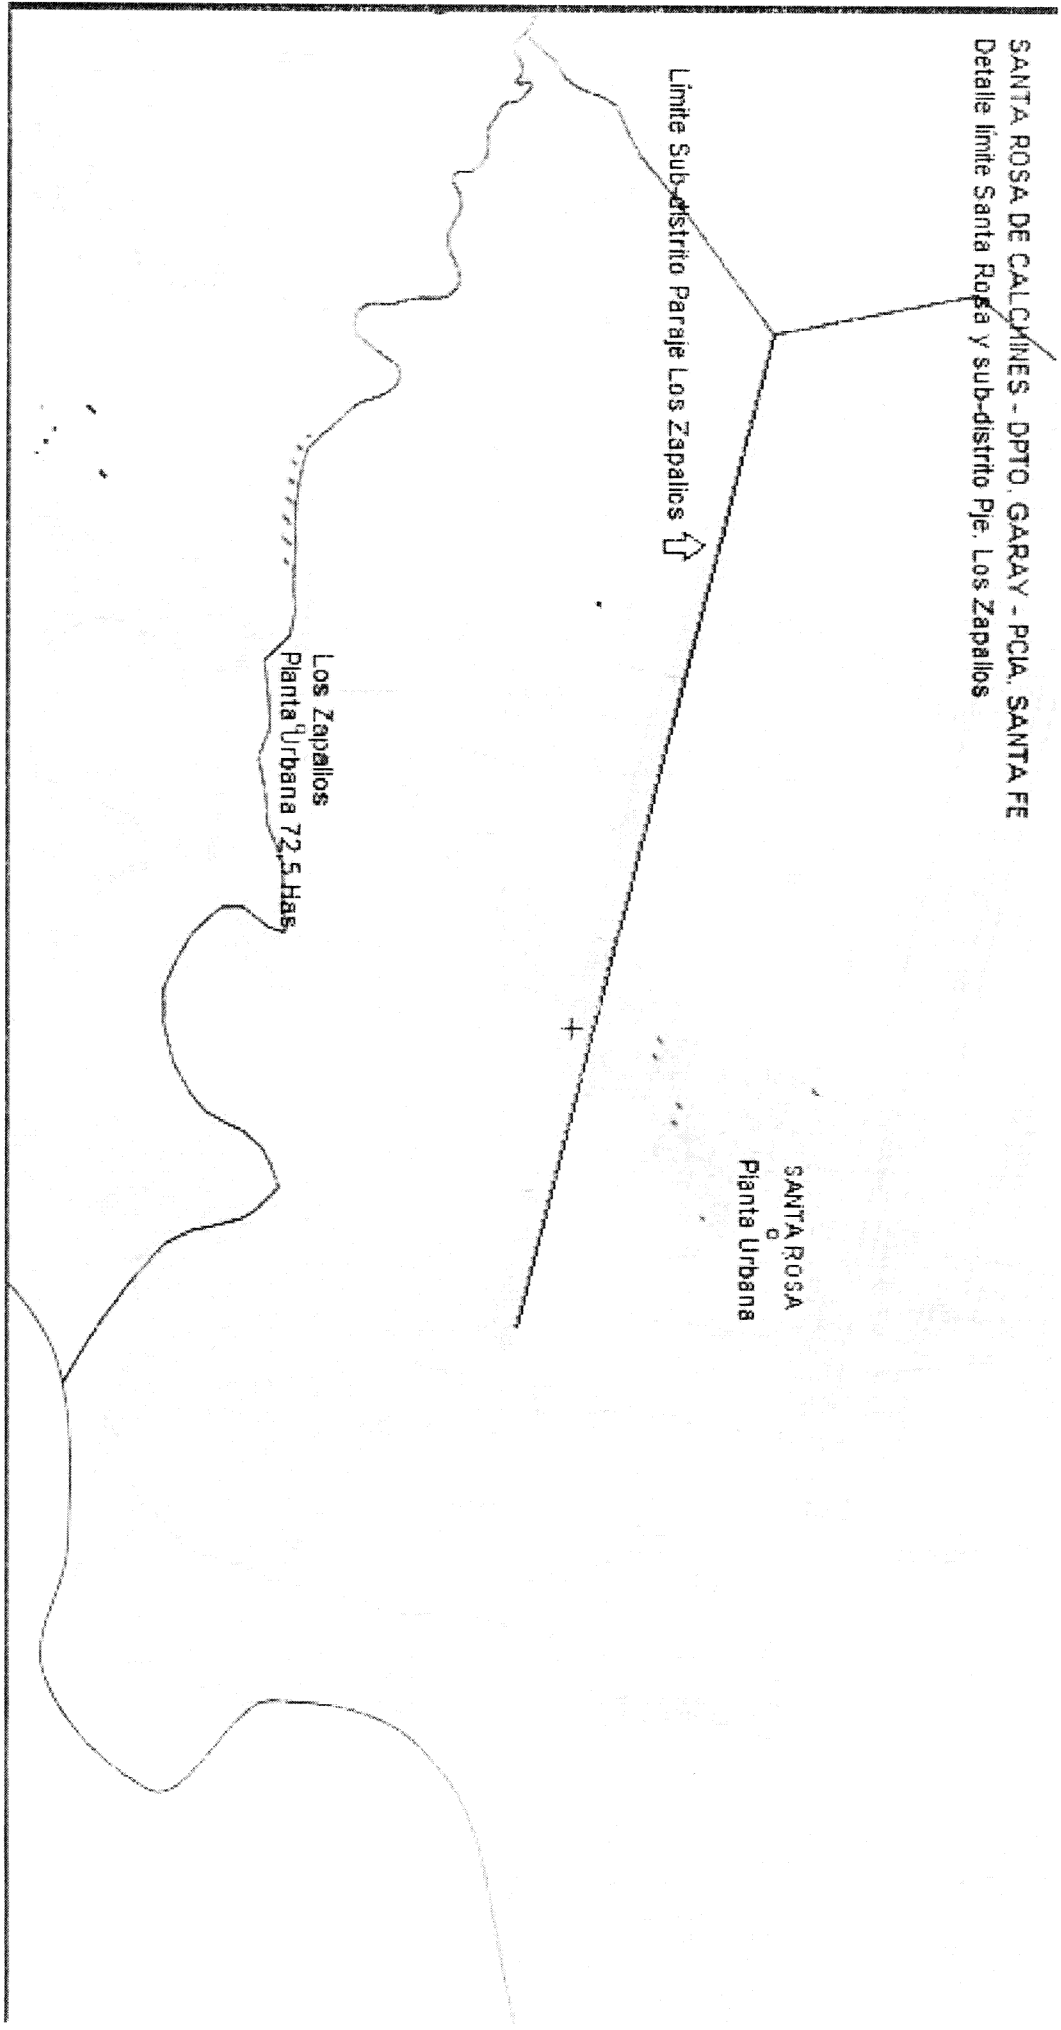 SANTA ROSA DE CALCHINES - DPTO. GARAY - PCIA. SANTA FE
Detalle límite Santa Rosa y sub-distrito Pje. Los Zapallos
Límite Sub-distrito Paraje Los Zapallos
SANTA ROSA
Planta Urbana
Los Zapallos
Planta Urbana 72,5 Has